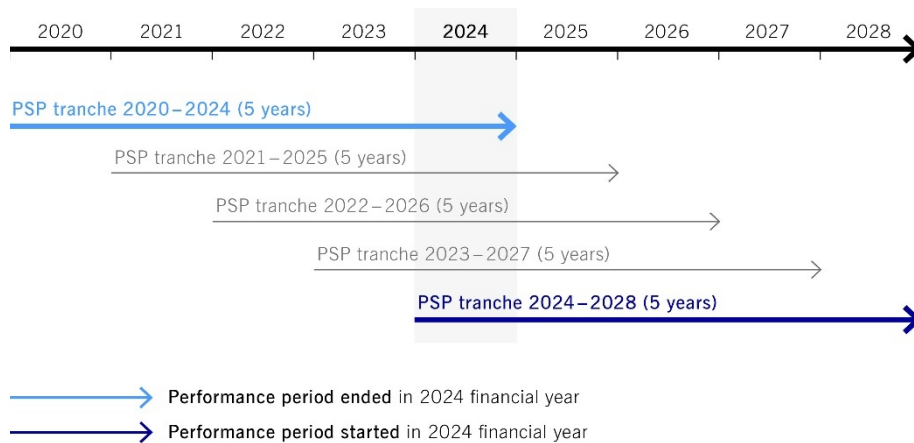 2020 2021 2022 2023 2024 2025 2026 2027 2028
PSP tranche 2020–2024 (5 years)
PSP tranche 2021–2025 (5 years)
PSP tranche 2022–2026 (5 years)
PSP tranche 2023–2027 (5 years)
PSP tranche 2024–2028 (5 years)
Performance period ended in 2024 financial year
Performance period started in 2024 financial year